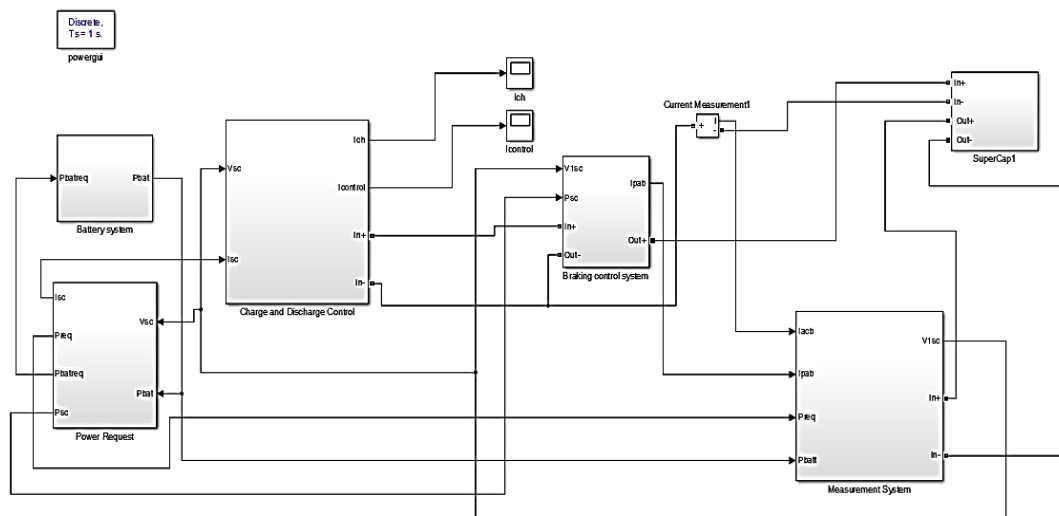 Discrete,
Ts = 1 s.
powergui
Ich
Icontrol
Current Measurement1
+
I
-
In+
In-
Out+
Out-
SuperCap1
Pbatreq
Pbat
Battery system
Vsc
Isc
Ich
Icontrol
In+
In-
Charge and Discharge Control
V1sc
Psc
In+
Out-
Ipab
Out+
Braking control system
Isc
Preq
Pbatreq
Psc
Vsc
Pbat
Power Request
Iacb
Ipab
Preq
Pbatt
V1sc
In+
In-
Measurement System